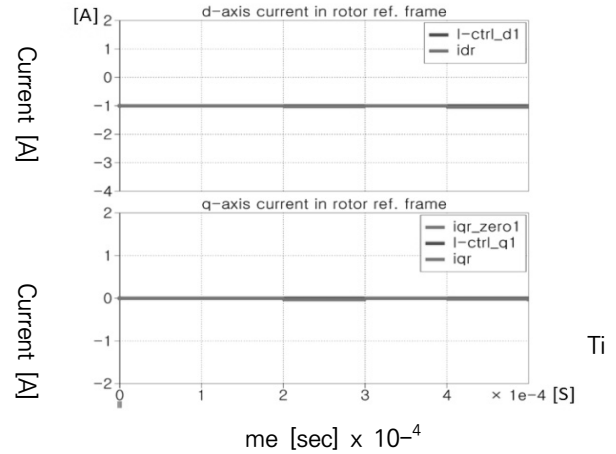 d-axis current in rotor ref. frame
[A]
2
1
0
-1
-2
-3
-4
I-ctrl_d1
idr
Current [A]
q-axis current in rotor ref. frame
2
1
0
-1
-2
iqr_zero1
I-ctrl_q1
iqr
Current [A]
0 1 2 3 4 × 1e-4 [S]
Ti
me [sec] x 10⁻⁴